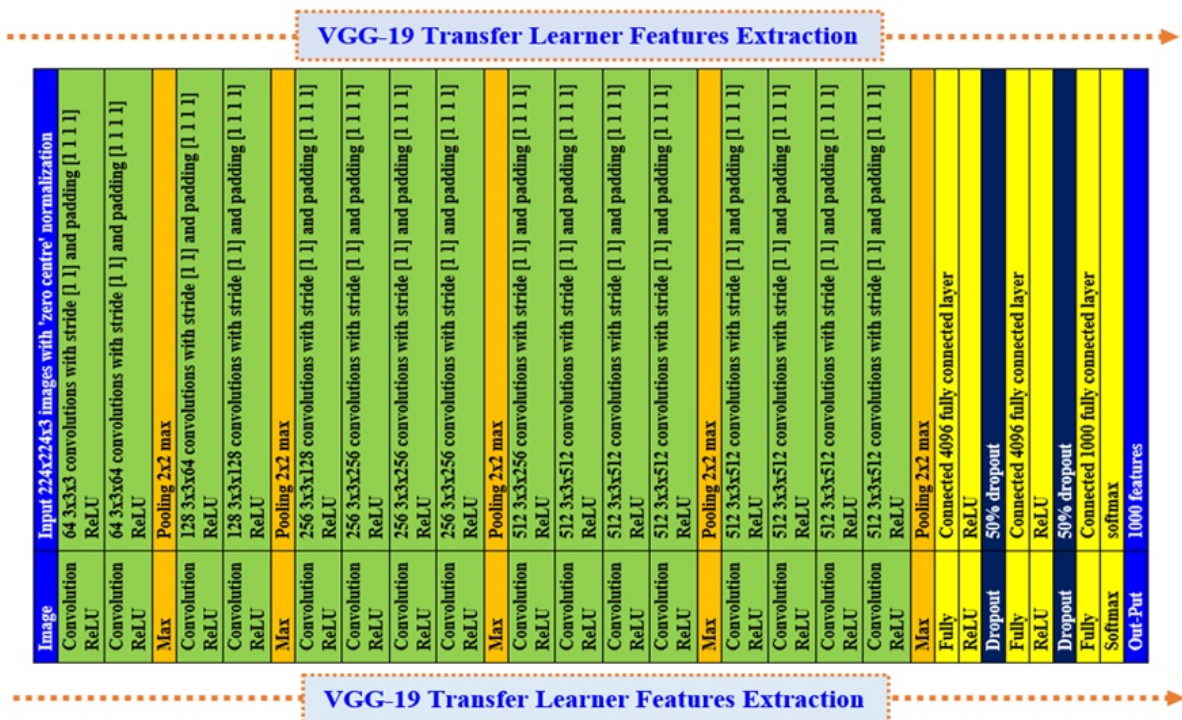 VGG-19 Transfer Learner Features Extraction
Image Input 224x224x3 images with 'zero centre' normalization
Convolution 64 3x3x3 convolutions with stride [1 1] and padding [1 1 1 1]
ReLU ReLU
Convolution 64 3x3x64 convolutions with stride [1 1] and padding [1 1 1 1]
ReLU ReLU
Max Pooling 2x2 max
Convolution 128 3x3x64 convolutions with stride [1 1] and padding [1 1 1 1]
ReLU ReLU
Convolution 128 3x3x128 convolutions with stride [1 1] and padding [1 1 1 1]
ReLU ReLU
Max Pooling 2x2 max
Convolution 256 3x3x128 convolutions with stride [1 1] and padding [1 1 1 1]
ReLU ReLU
Convolution 256 3x3x256 convolutions with stride [1 1] and padding [1 1 1 1]
ReLU ReLU
Convolution 256 3x3x256 convolutions with stride [1 1] and padding [1 1 1 1]
ReLU ReLU
Convolution 256 3x3x256 convolutions with stride [1 1] and padding [1 1 1 1]
ReLU ReLU
Max Pooling 2x2 max
Convolution 512 3x3x256 convolutions with stride [1 1] and padding [1 1 1 1]
ReLU ReLU
Convolution 512 3x3x512 convolutions with stride [1 1] and padding [1 1 1 1]
ReLU ReLU
Convolution 512 3x3x512 convolutions with stride [1 1] and padding [1 1 1 1]
ReLU ReLU
Convolution 512 3x3x512 convolutions with stride [1 1] and padding [1 1 1 1]
ReLU ReLU
Max Pooling 2x2 max
Convolution 512 3x3x512 convolutions with stride [1 1] and padding [1 1 1 1]
ReLU ReLU
Convolution 512 3x3x512 convolutions with stride [1 1] and padding [1 1 1 1]
ReLU ReLU
Convolution 512 3x3x512 convolutions with stride [1 1] and padding [1 1 1 1]
ReLU ReLU
Convolution 512 3x3x512 convolutions with stride [1 1] and padding [1 1 1 1]
ReLU ReLU
Max Pooling 2x2 max
Fully Connected 4096 fully connected layer
ReLU ReLU
Dropout 50% dropout
Fully Connected 4096 fully connected layer
ReLU ReLU
Dropout 50% dropout
Fully Connected 1000 fully connected layer
Softmax softmax
Out-Put 1000 features
VGG-19 Transfer Learner Features Extraction